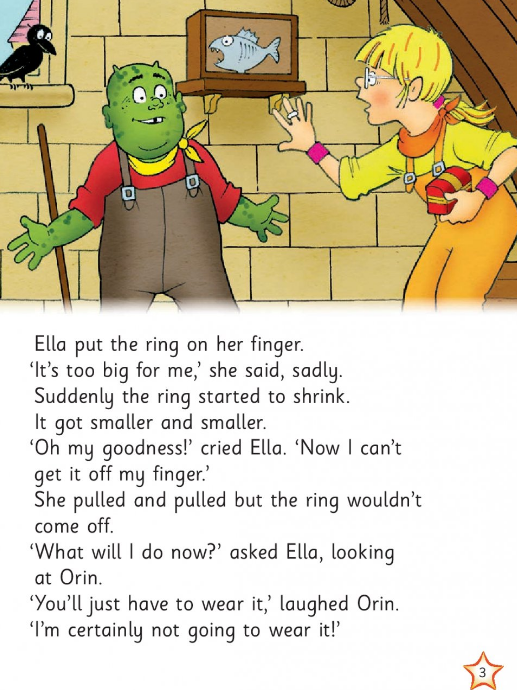 Ella put the ring on her finger.
‘It’s too big for me,’ she said, sadly.
Suddenly the ring started to shrink.
It got smaller and smaller.
‘Oh my goodness!’ cried Ella. ‘Now I can’t
get it off my finger.’
She pulled and pulled but the ring wouldn’t
come off.
‘What will I do now?’ asked Ella, looking
at Orin.
‘You’ll just have to wear it,’ laughed Orin.
‘I’m certainly not going to wear it!’
3